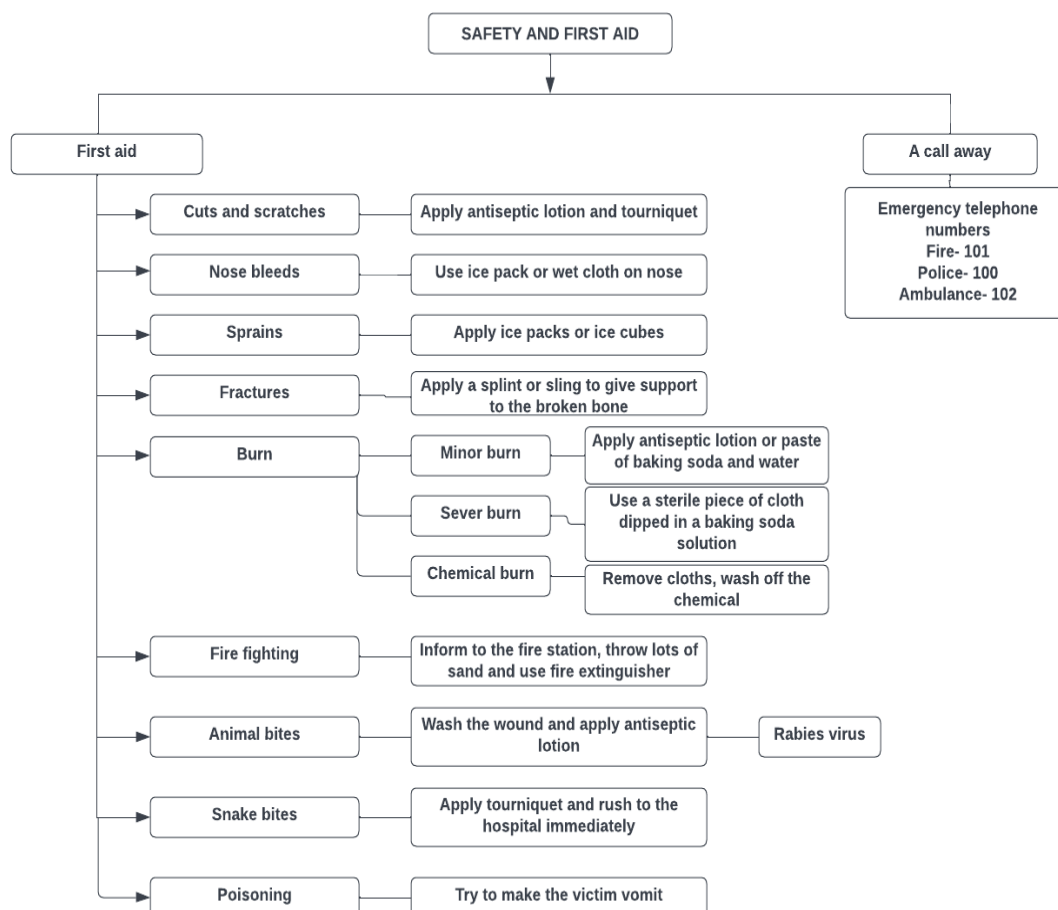 SAFETY AND FIRST AID
First aid
A call away
Emergency telephone
numbers
Fire- 101
Police- 100
Ambulance- 102
Cuts and scratches
Apply antiseptic lotion and tourniquet
Nose bleeds
Use ice pack or wet cloth on nose
Sprains
Apply ice packs or ice cubes
Fractures
Apply a splint or sling to give support
to the broken bone
Burn
Minor burn
Apply antiseptic lotion or paste
of baking soda and water
Sever burn
Use a sterile piece of cloth
dipped in a baking soda
solution
Chemical burn
Remove cloths, wash off the
chemical
Fire fighting
Inform to the fire station, throw lots of
sand and use fire extinguisher
Animal bites
Wash the wound and apply antiseptic
lotion
Rabies virus
Snake bites
Apply tourniquet and rush to the
hospital immediately
Poisoning
Try to make the victim vomit